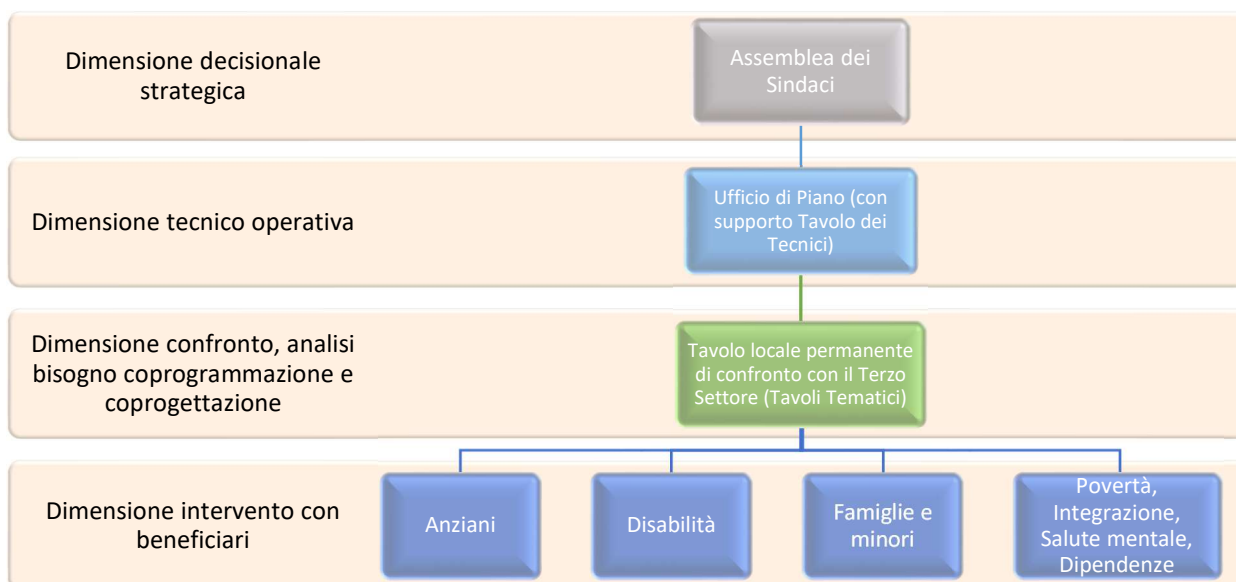 Dimensione decisionale
strategica
Assemblea dei
Sindaci
Dimensione tecnico operativa
Ufficio di Piano (con
supporto Tavolo dei
Tecnici)
Dimensione confronto, analisi
bisogno coprogrammazione e
coprogettazione
Tavolo locale permanente
di confronto con il Terzo
Settore (Tavoli Tematici)
Dimensione intervento con
beneficiari
Anziani
Disabilità
Famiglie e
minori
Povertà,
Integrazione,
Salute mentale,
Dipendenze